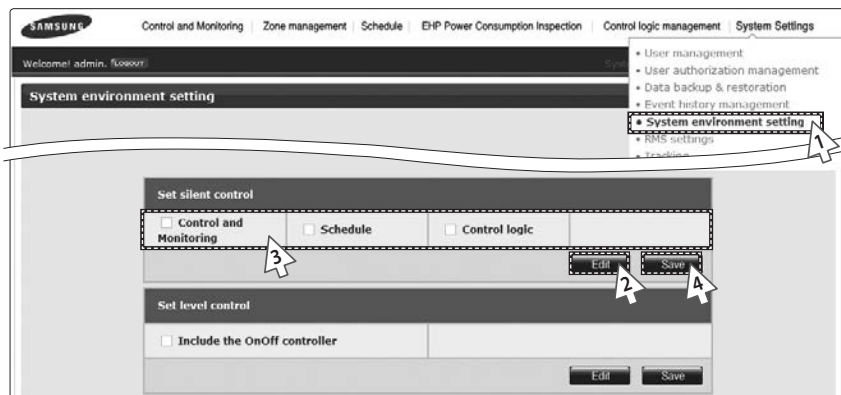 SAMSUNG
Control and Monitoring Zone management Schedule EHP Power Consumption Inspection Control logic management System Settings
Welcome! admin. LOGOUT
• User management
• User authorization management
• Data backup & restoration
• Event history management
• System environment setting
• RMS settings
• Tracking
1
System environment setting
Set silent control
Control and Monitoring
Schedule
Control logic
3
Edit Save
2 4
Set level control
Include the OnOff controller
Edit Save